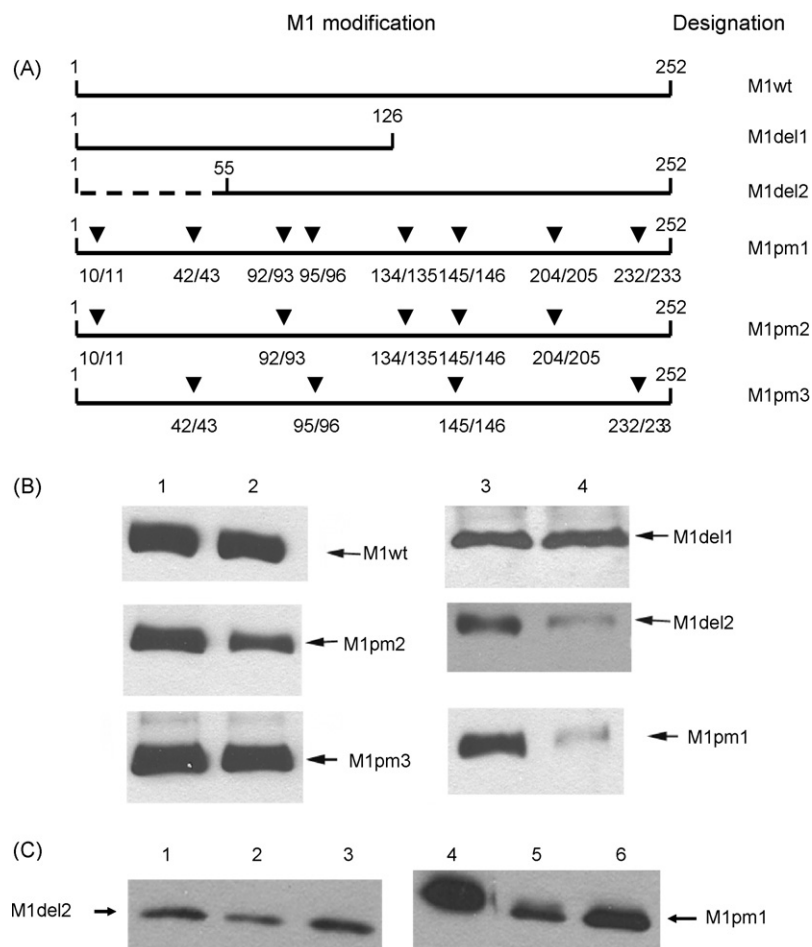 M1 modification Designation
(A)
1 252 M1wt
1 126 M1del1
1 55 252 M1del2
1 252 M1pm1
10/11 42/43 92/93 95/96 134/135 145/146 204/205 232/233
1 252 M1pm2
10/11 92/93 134/135 145/146 204/205
1 252 M1pm3
42/43 95/96 145/146 232/233
(B)
1 2 3 4
M1wt M1del1
M1pm2 M1del2
M1pm3 M1pm1
(C)
1 2 3 4 5 6
M1del2 M1pm1